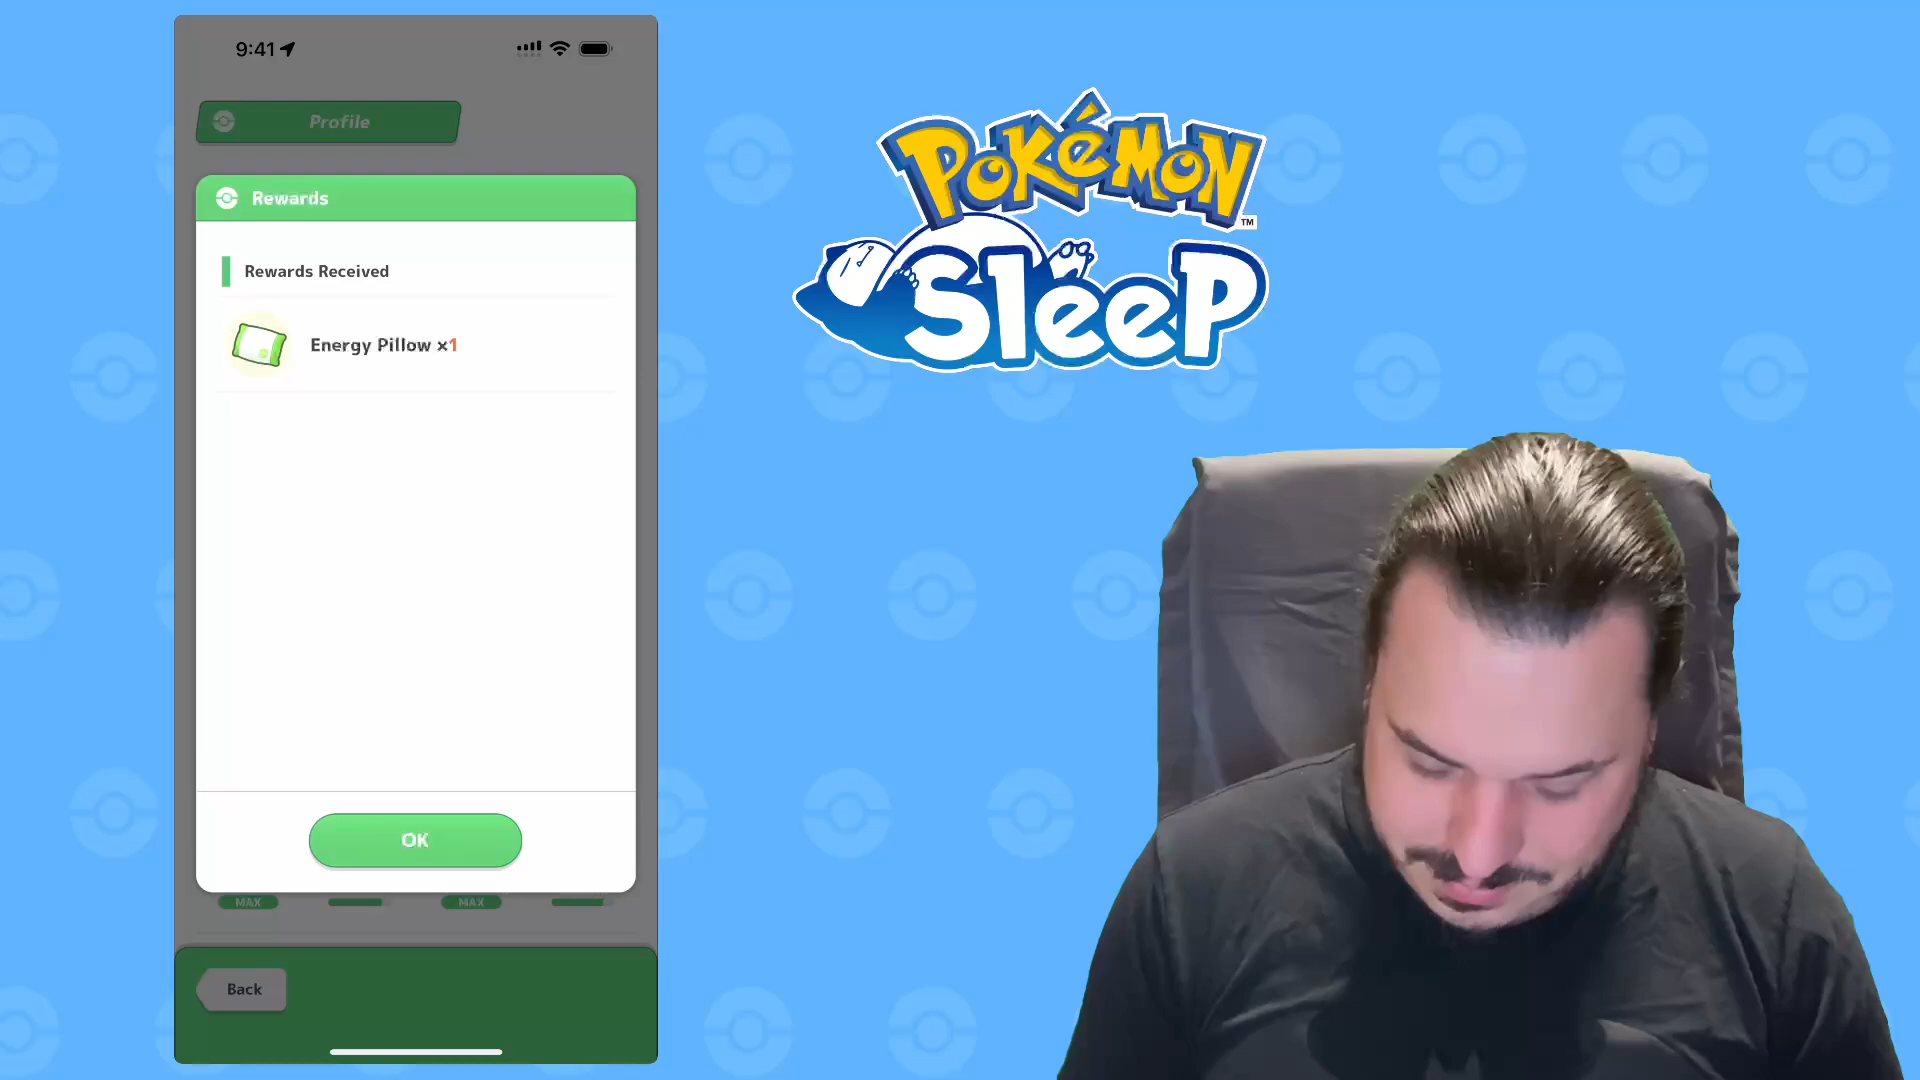 9:41
Profile
Rewards
Rewards Received
Energy Pillow ×1
OK
MAX
MAX
Back
POKéMON
TM
Sleep